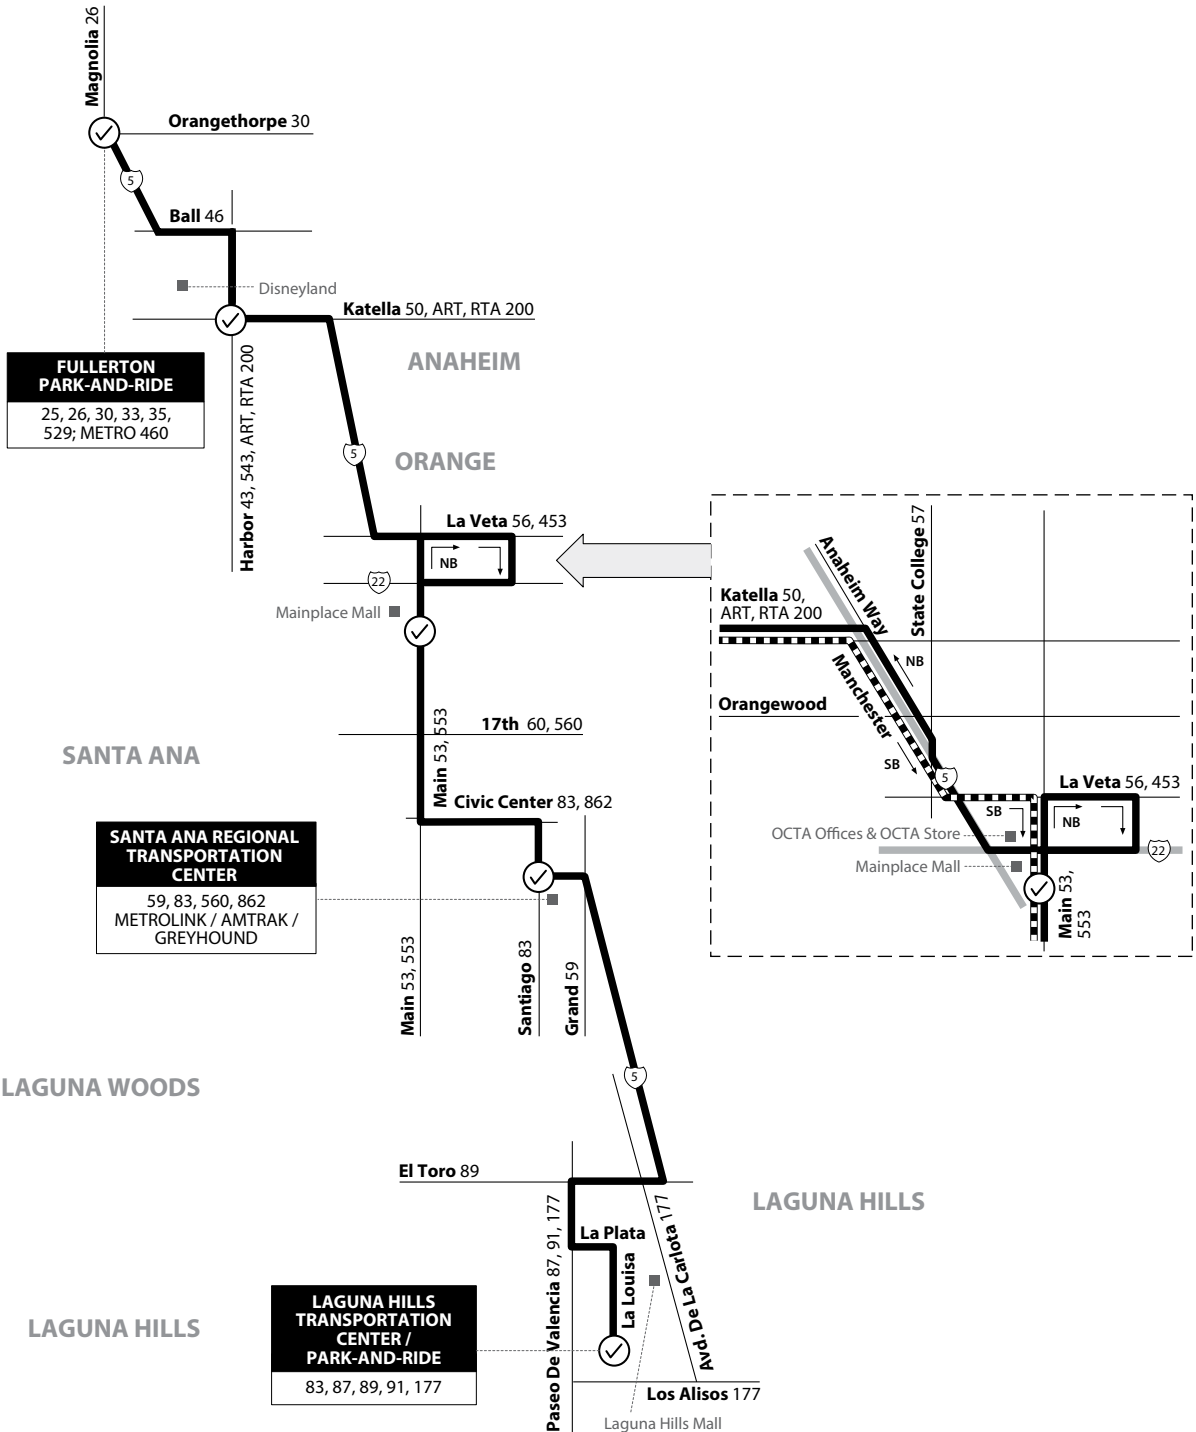 Magnolia 26
Orangethorpe 30
5
Ball 46
Disneyland
Katella 50, ART, RTA 200
ANAHEIM
FULLERTON
PARK-AND-RIDE
25, 26, 30, 33, 35,
529; METRO 460
Harbor 43, 543, ART, RTA 200
5
ORANGE
La Veta 56, 453
NB
22
Mainplace Mall
Katella 50,
ART, RTA 200
Anaheim Way
State College 57
NB
Manchester
Orangewood
SB
5
La Veta 56, 453
SB
NB
OCTA Offices & OCTA Store
22
Mainplace Mall
Main 53,
553
17th 60, 560
SANTA ANA
Main 53, 553
Civic Center 83, 862
SANTA ANA REGIONAL
TRANSPORTATION
CENTER
59, 83, 560, 862
METROLINK / AMTRAK /
GREYHOUND
Main 53, 553
Santiago 83
Grand 59
5
LAGUNA WOODS
El Toro 89
LAGUNA HILLS
Paseo De Valencia 87, 91, 177
La Plata
La Louisa
Avd. De La Carlota 177
LAGUNA HILLS
LAGUNA HILLS
TRANSPORTATION
CENTER /
PARK-AND-RIDE
83, 87, 89, 91, 177
Los Alisos 177
Laguna Hills Mall